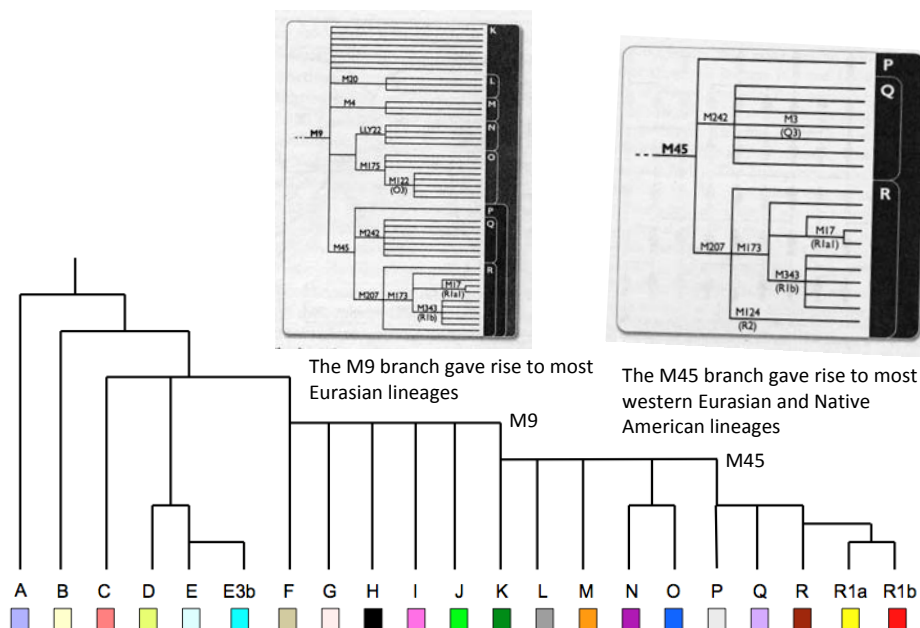 K
M20
L
M4
M
M9
LLY22
N
M175
O
M122
(O3)
P
M242
Q
M45
R
M17
(R1a1)
M207 M173
M343
(R1b)
P
Q
M242
M3
(Q3)
M45
R
M17
(R1a1)
M207 M173
M343
(R1b)
M124
(R2)
The M9 branch gave rise to most
Eurasian lineages
The M45 branch gave rise to most
western Eurasian and Native
American lineages
M9
M45
A B C D E E3b F G H I J K L M N O P Q R R1a R1b